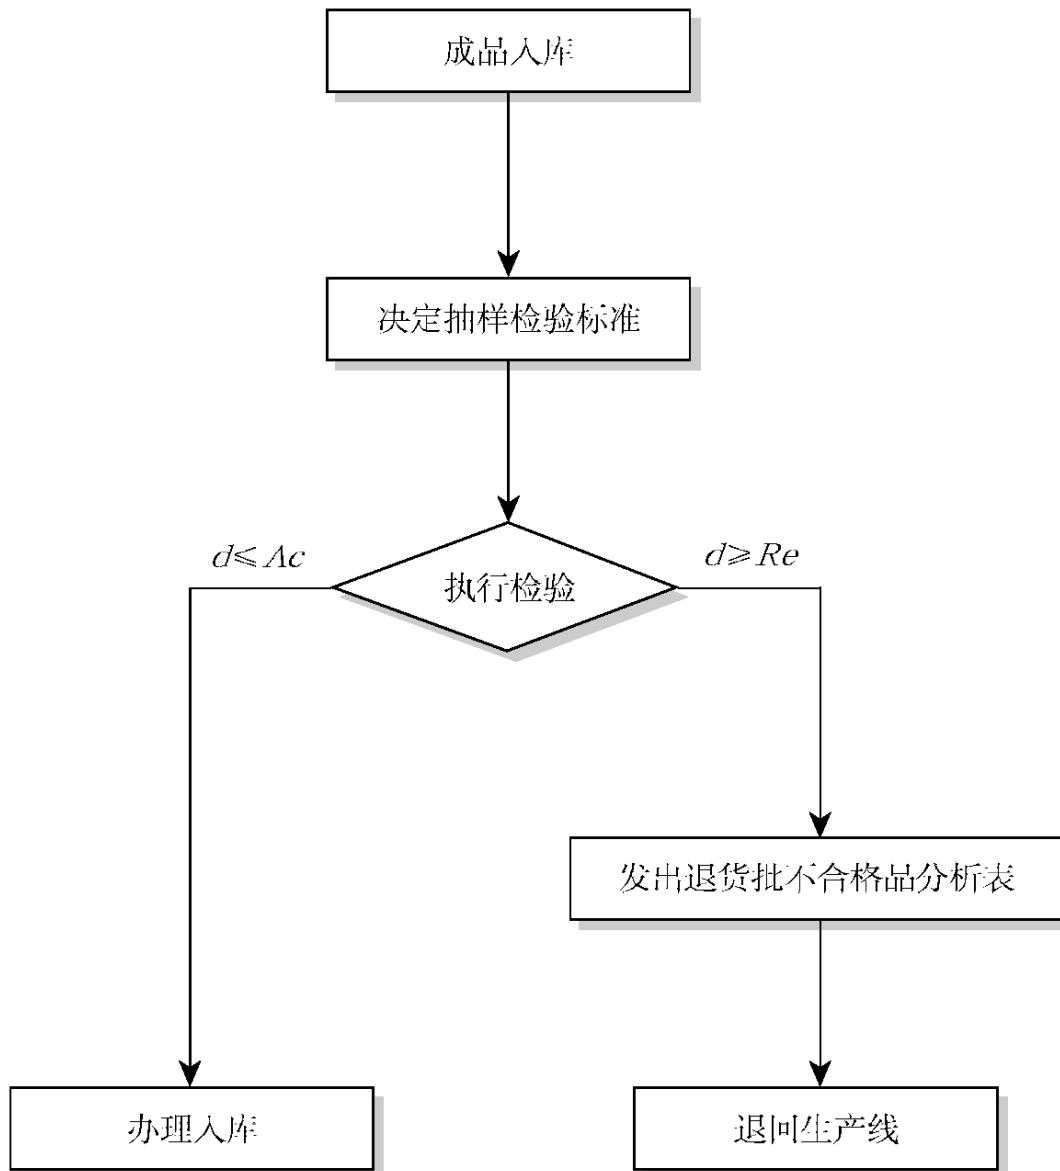 成品入库
决定抽样检验标准
d≤Ac
执行检验
d≥Re
发出退货批不合格品分析表
办理入库
退回生产线